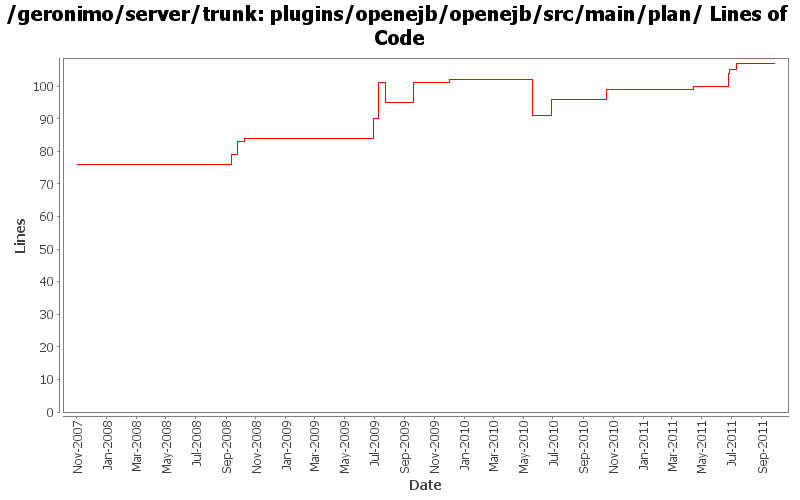 /geronimo/server/trunk: plugins/openejb/openejb/src/main/plan/ Lines of
Code
Lines
100
90
80
70
60
50
40
30
20
10
0
Nov-2007
Jan-2008
Mar-2008
May-2008
Jul-2008
Sep-2008
Nov-2008
Jan-2009
Mar-2009
May-2009
Jul-2009
Sep-2009
Nov-2009
Jan-2010
Mar-2010
May-2010
Jul-2010
Sep-2010
Nov-2010
Jan-2011
Mar-2011
May-2011
Jul-2011
Sep-2011
Date